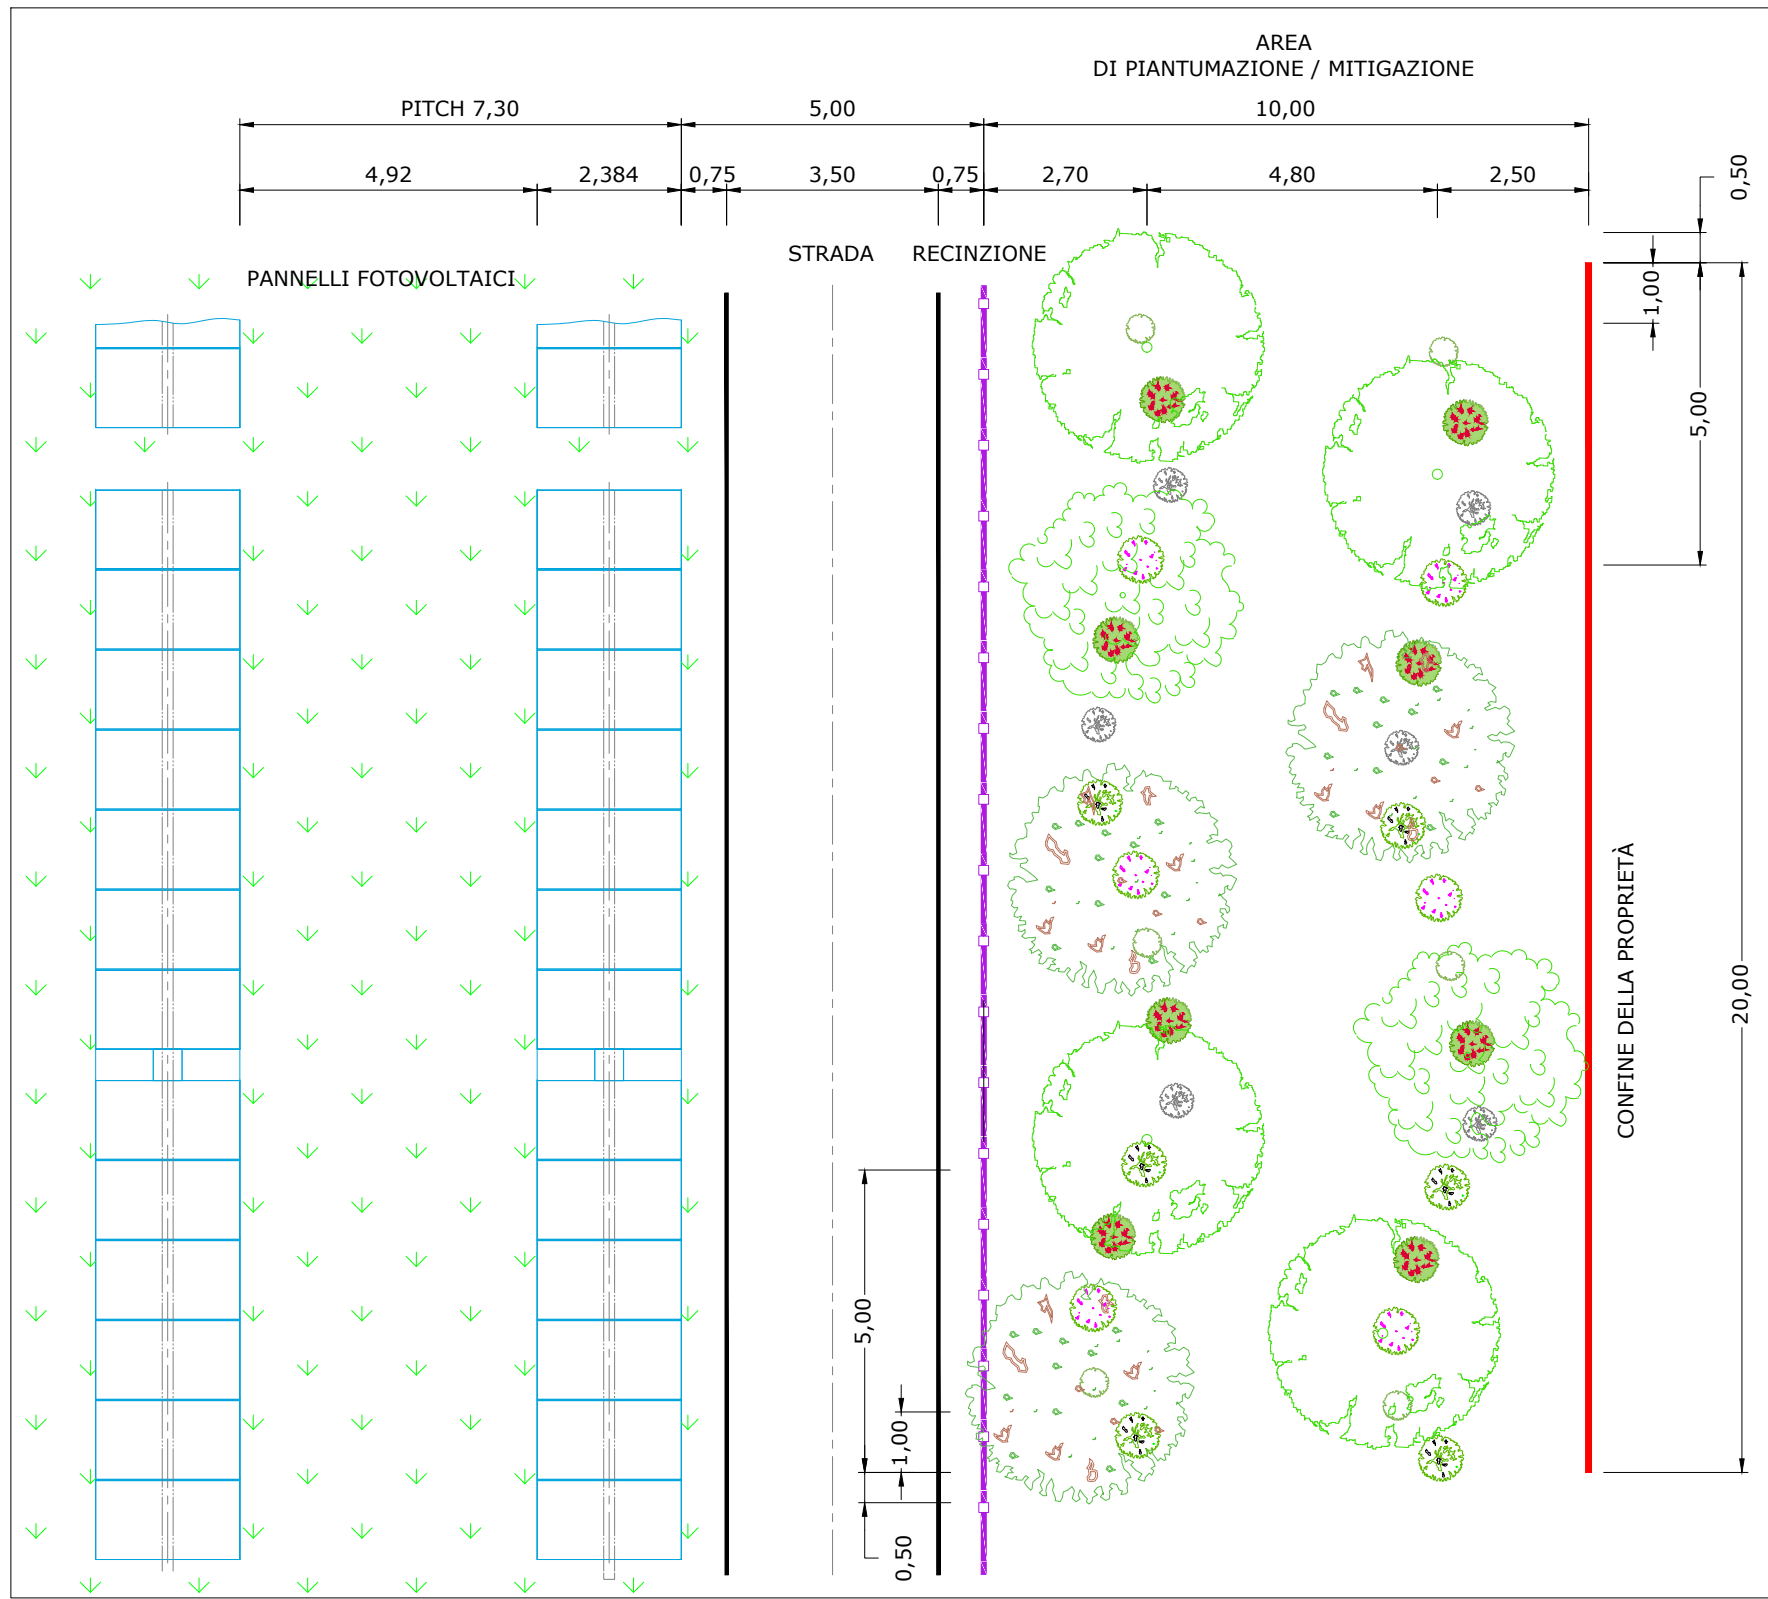 AREA
DI PIANTUMAZIONE / MITIGAZIONE
PITCH 7,30
5,00
10,00
4,92
2,384
0,75
3,50
0,75
2,70
4,80
2,50
0,50
STRADA
RECINZIONE
PANNELLI FOTOVOLTAICI
1,00
5,00
CONFINE DELLA PROPRIETÀ
20,00
5,00
1,00
0,50